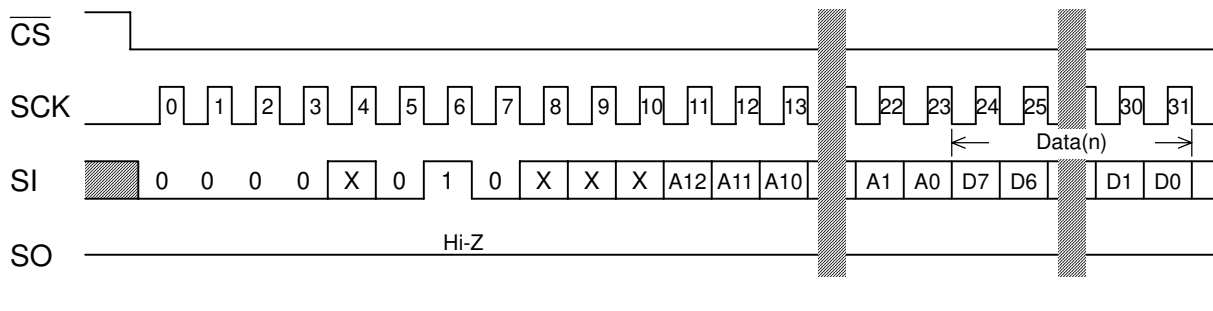 CS
SCK 0 1 2 3 4 5 6 7 8 9 10 11 12 13 22 23 24 25 30 31
Data(n)
SI 0 0 0 0 X 0 1 0 X X X A12 A11 A10 A1 A0 D7 D6 D1 D0
Hi-Z
SO